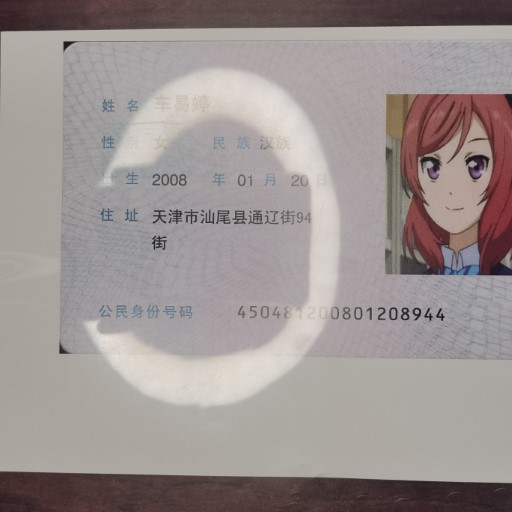 姓名 车易婷
性别 女 民族 汉族
出生 2008 年 01 月 20 日
住址 天津市汕尾县通辽街94
街
公民身份号码 450481200801208944